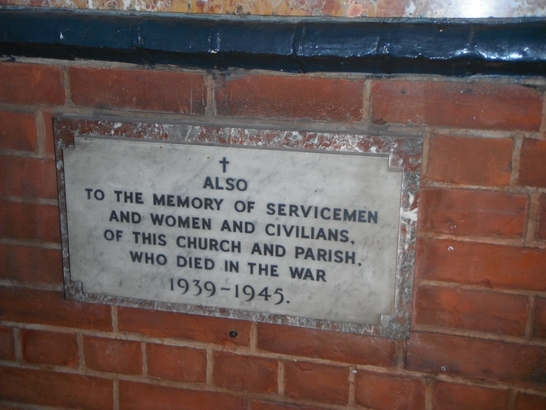 ALSO
TO THE MEMORY OF SERVICEMEN
AND WOMEN AND CIVILIANS,
OF THIS CHURCH AND PARISH,
WHO DIED IN THE WAR
1939-1945.